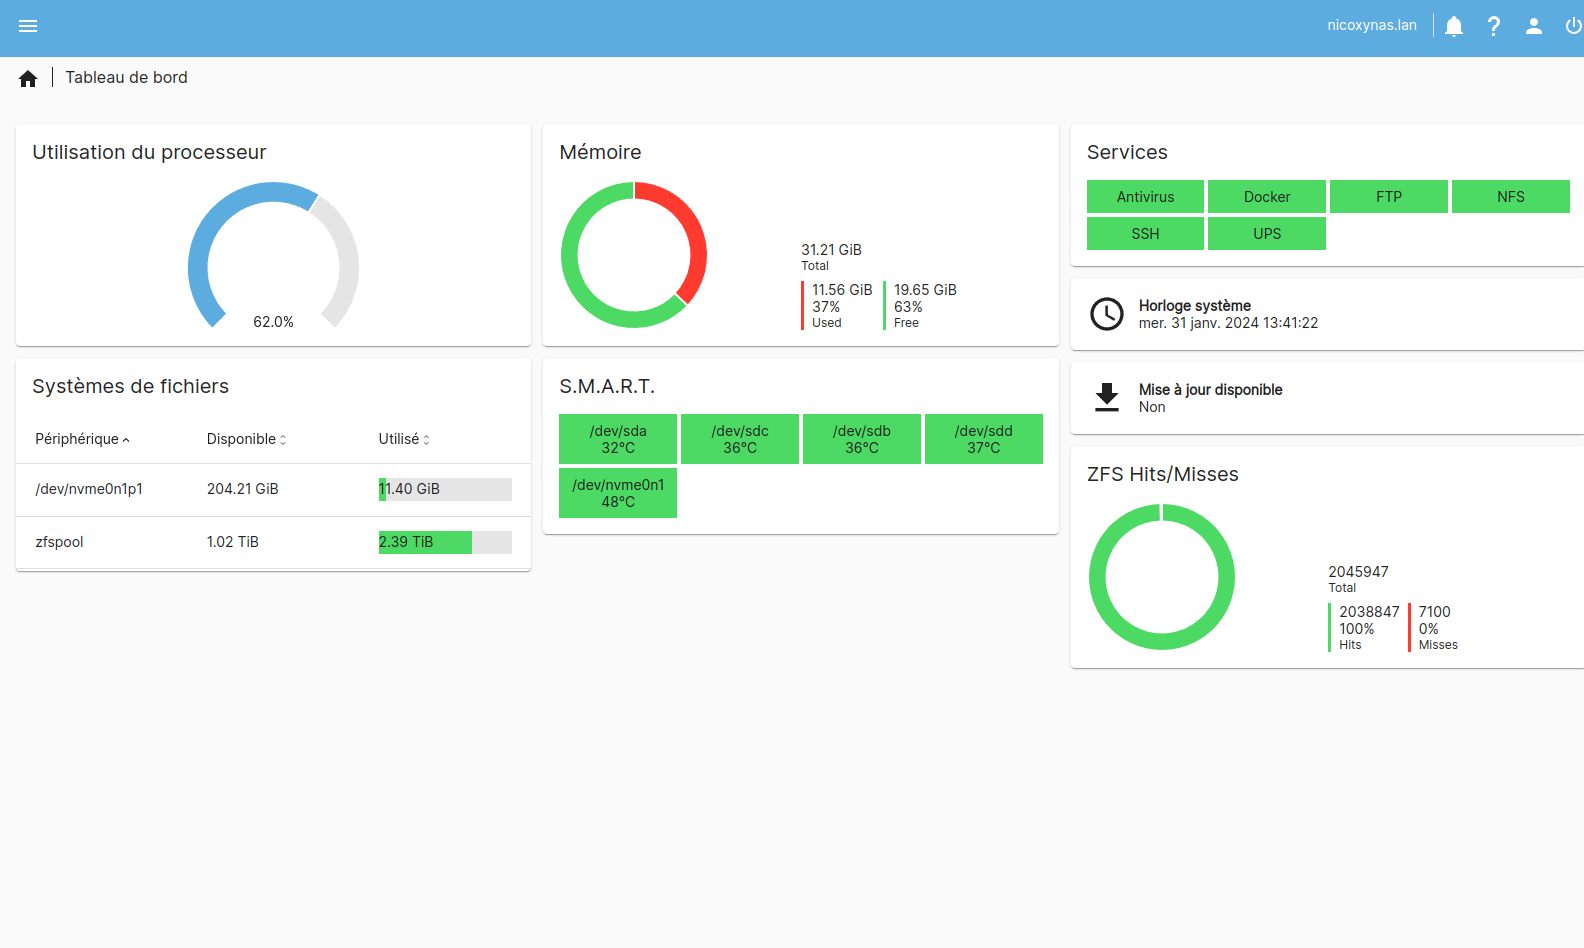 nicoxynas.lan
Tableau de bord
Utilisation du processeur
62.0%
Mémoire
31.21 GiB
Total
11.56 GiB
37%
Used
19.65 GiB
63%
Free
Services
Antivirus
Docker
FTP
NFS
SSH
UPS
Horloge système
mer. 31 janv. 2024 13:41:22
Mise à jour disponible
Non
Systèmes de fichiers
Périphérique Disponible Utilisé
/dev/nvme0n1p1 204.21 GiB 11.40 GiB
zfspool 1.02 TiB 2.39 TiB
S.M.A.R.T.
/dev/sda
32°C
/dev/sdc
36°C
/dev/sdb
36°C
/dev/sdd
37°C
/dev/nvme0n1
48°C
ZFS Hits/Misses
2045947
Total
2038847
100%
Hits
7100
0%
Misses